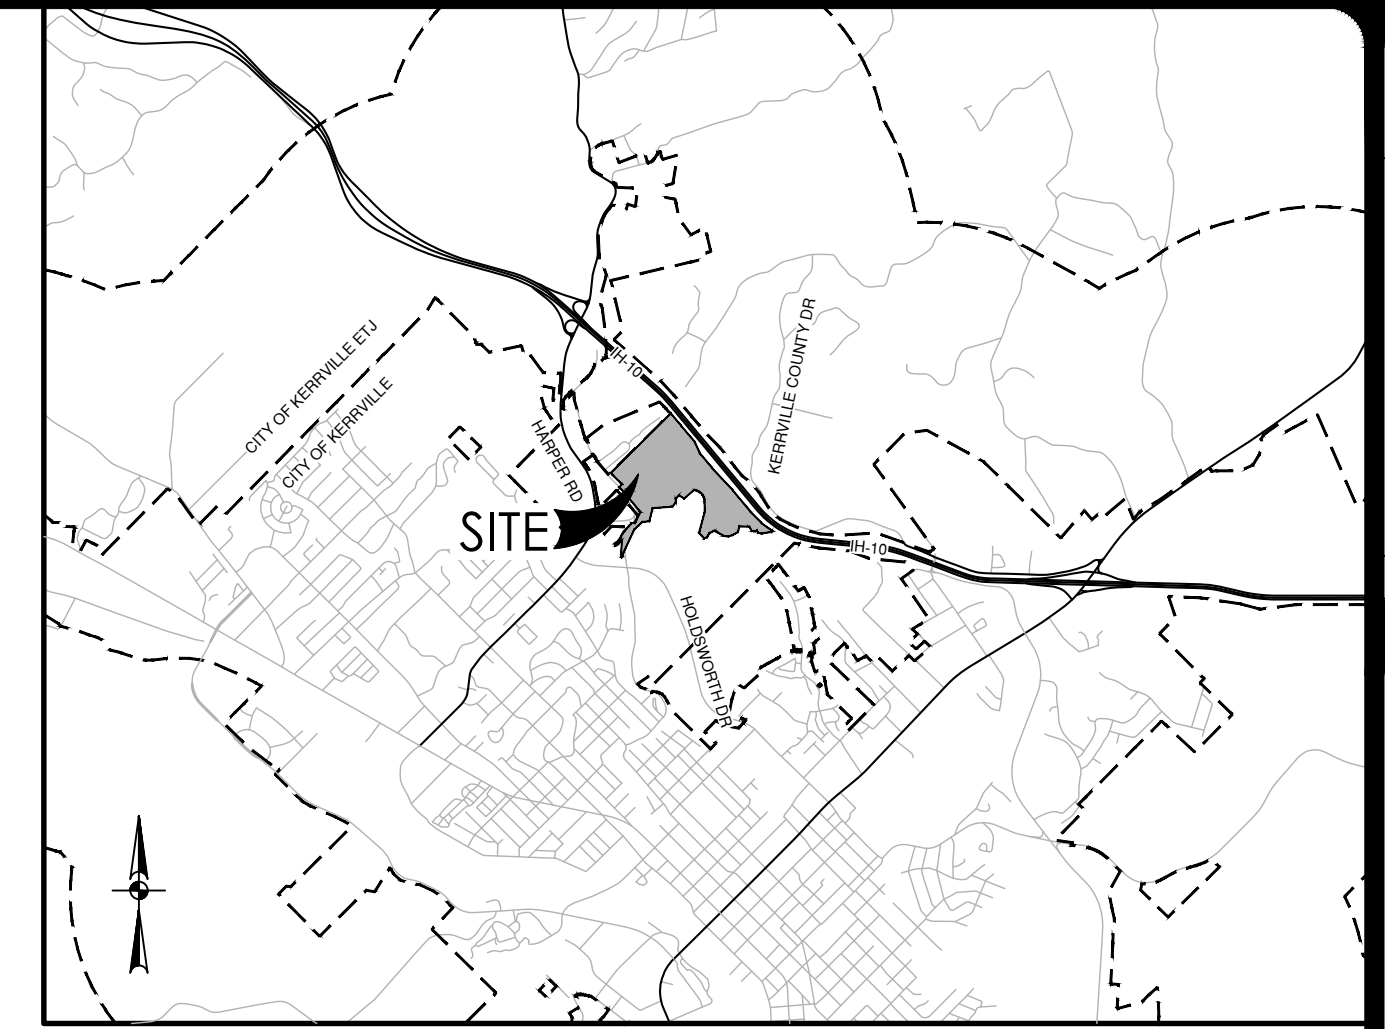 CITY OF KERRVILLE ETJ
CITY OF KERRVILLE
IH-10
KERRVILLE COUNTY DR
HARPER RD
SITE
IH-10
HOLDSWORTH DR